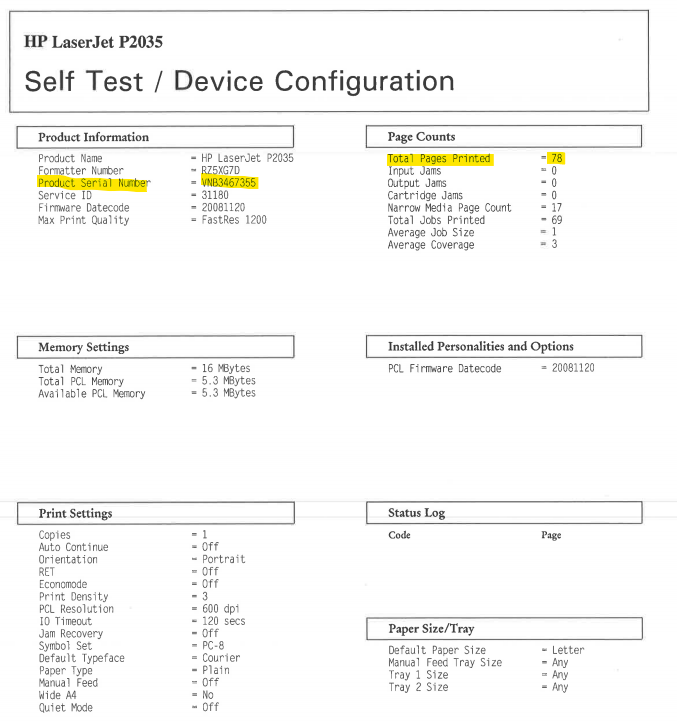 HP LaserJet P2035
Self Test / Device Configuration
Product Information
Product Name = HP LaserJet P2035
Formatter Number = RZ5XG7D
Product Serial Number = VNB3467355
Service ID = 31180
Firmware Datecode = 20081120
Max Print Quality = FastRes 1200
Page Counts
Total Pages Printed = 78
Input Jams = 0
Output Jams = 0
Cartridge Jams = 0
Narrow Media Page Count = 17
Total Jobs Printed = 69
Average Job Size = 1
Average Coverage = 3
Memory Settings
Total Memory = 16 MBytes
Total PCL Memory = 5.3 MBytes
Available PCL Memory = 5.3 MBytes
Installed Personalities and Options
PCL Firmware Datecode = 20081120
Print Settings
Copies = 1
Auto Continue = Off
Orientation = Portrait
RET = Off
Economode = Off
Print Density = 3
PCL Resolution = 600 dpi
IO Timeout = 120 secs
Jam Recovery = Off
Symbol Set = PC-8
Default Typeface = Courier
Paper Type = Plain
Manual Feed = Off
Wide A4 = No
Quiet Mode = Off
Status Log
Code Page
Paper Size/Tray
Default Paper Size = Letter
Manual Feed Tray Size = Any
Tray 1 Size = Any
Tray 2 Size = Any